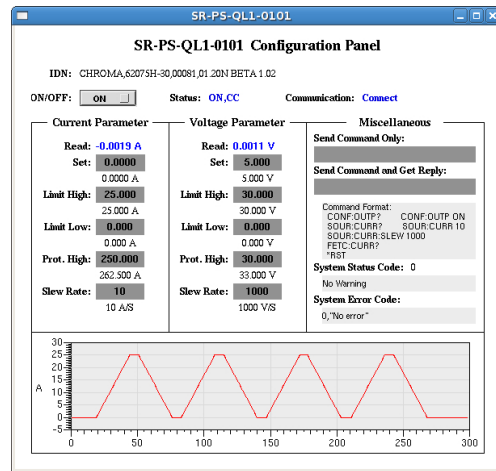 SR-PS-QL1-0101
SR-PS-QL1-0101 Configuration Panel
IDN: CHROMA,62075H-30,00081,01.20N BETA 1.02
ON/OFF: ON Status: ON,CC Communication: Connect
Current Parameter
Read: -0.0019 A
Set: 0.0000
0.0000 A
Limit High: 25.000
25.000 A
Limit Low: 0.000
0.000 A
Prot. High: 250.000
262.500 A
Slew Rate: 10
10 A/S
Voltage Parameter
Read: 0.0011 V
Set: 5.000
5.000 V
Limit High: 30.000
30.000 V
Limit Low: 0.000
0.000 V
Prot. High: 30.000
33.000 V
Slew Rate: 1000
1000 V/S
Miscellaneous
Send Command Only:
Send Command and Get Reply:
Command Format:
CONF:OUTP? CONF:OUTP ON
SOUR:CURR? SOUR:CURR 10
SOUR:CURR:SLEW 1000
FETC:CURR?
*RST
System Status Code: 0
No Warning
System Error Code:
0,"No error"
30
25
20
15
10
5
0
-5
A
0 50 100 150 200 250 300